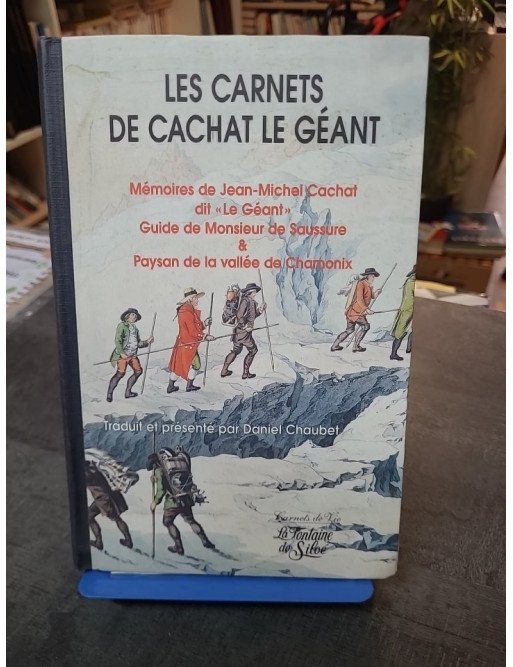 LES CARNETS
DE CACHAT LE GÉANT
Mémoires de Jean-Michel Cachat
dit «Le Géant»
Guide de Monsieur de Saussure
&
Paysan de la vallée de Chamonix
Traduit et présenté par Daniel Chaubet
Carnets de Vie
La Fontaine
de Siloé